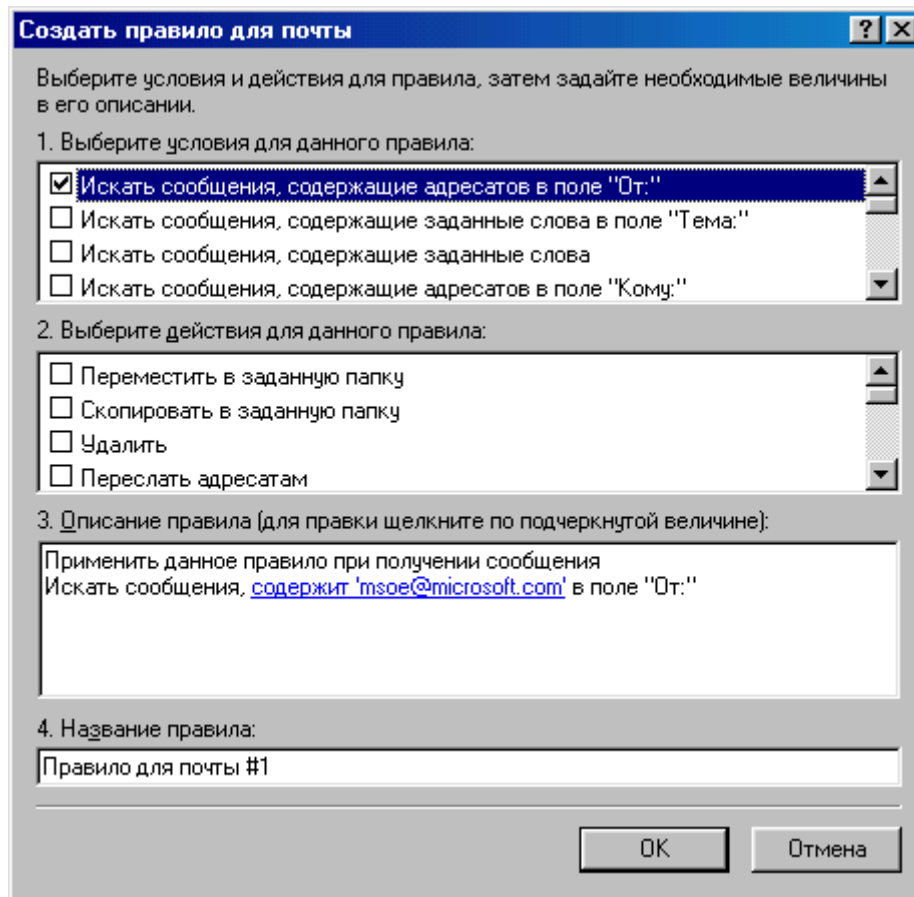 Создать правило для почты
Выберите условия и действия для правила, затем задайте необходимые величины
в его описании.
1. Выберите условия для данного правила:
Искать сообщения, содержащие адресатов в поле "От:"
Искать сообщения, содержащие заданные слова в поле "Тема:"
Искать сообщения, содержащие заданные слова
Искать сообщения, содержащие адресатов в поле "Кому:"
2. Выберите действия для данного правила:
Переместить в заданную папку
Скопировать в заданную папку
Удалить
Переслать адресатам
3. Описание правила (для правки щелкните по подчеркнутой величине):
Применить данное правило при получении сообщения
Искать сообщения, содержит 'msoe@microsoft.com' в поле "От:"
4. Название правила:
Правило для почты #1
OK Отмена